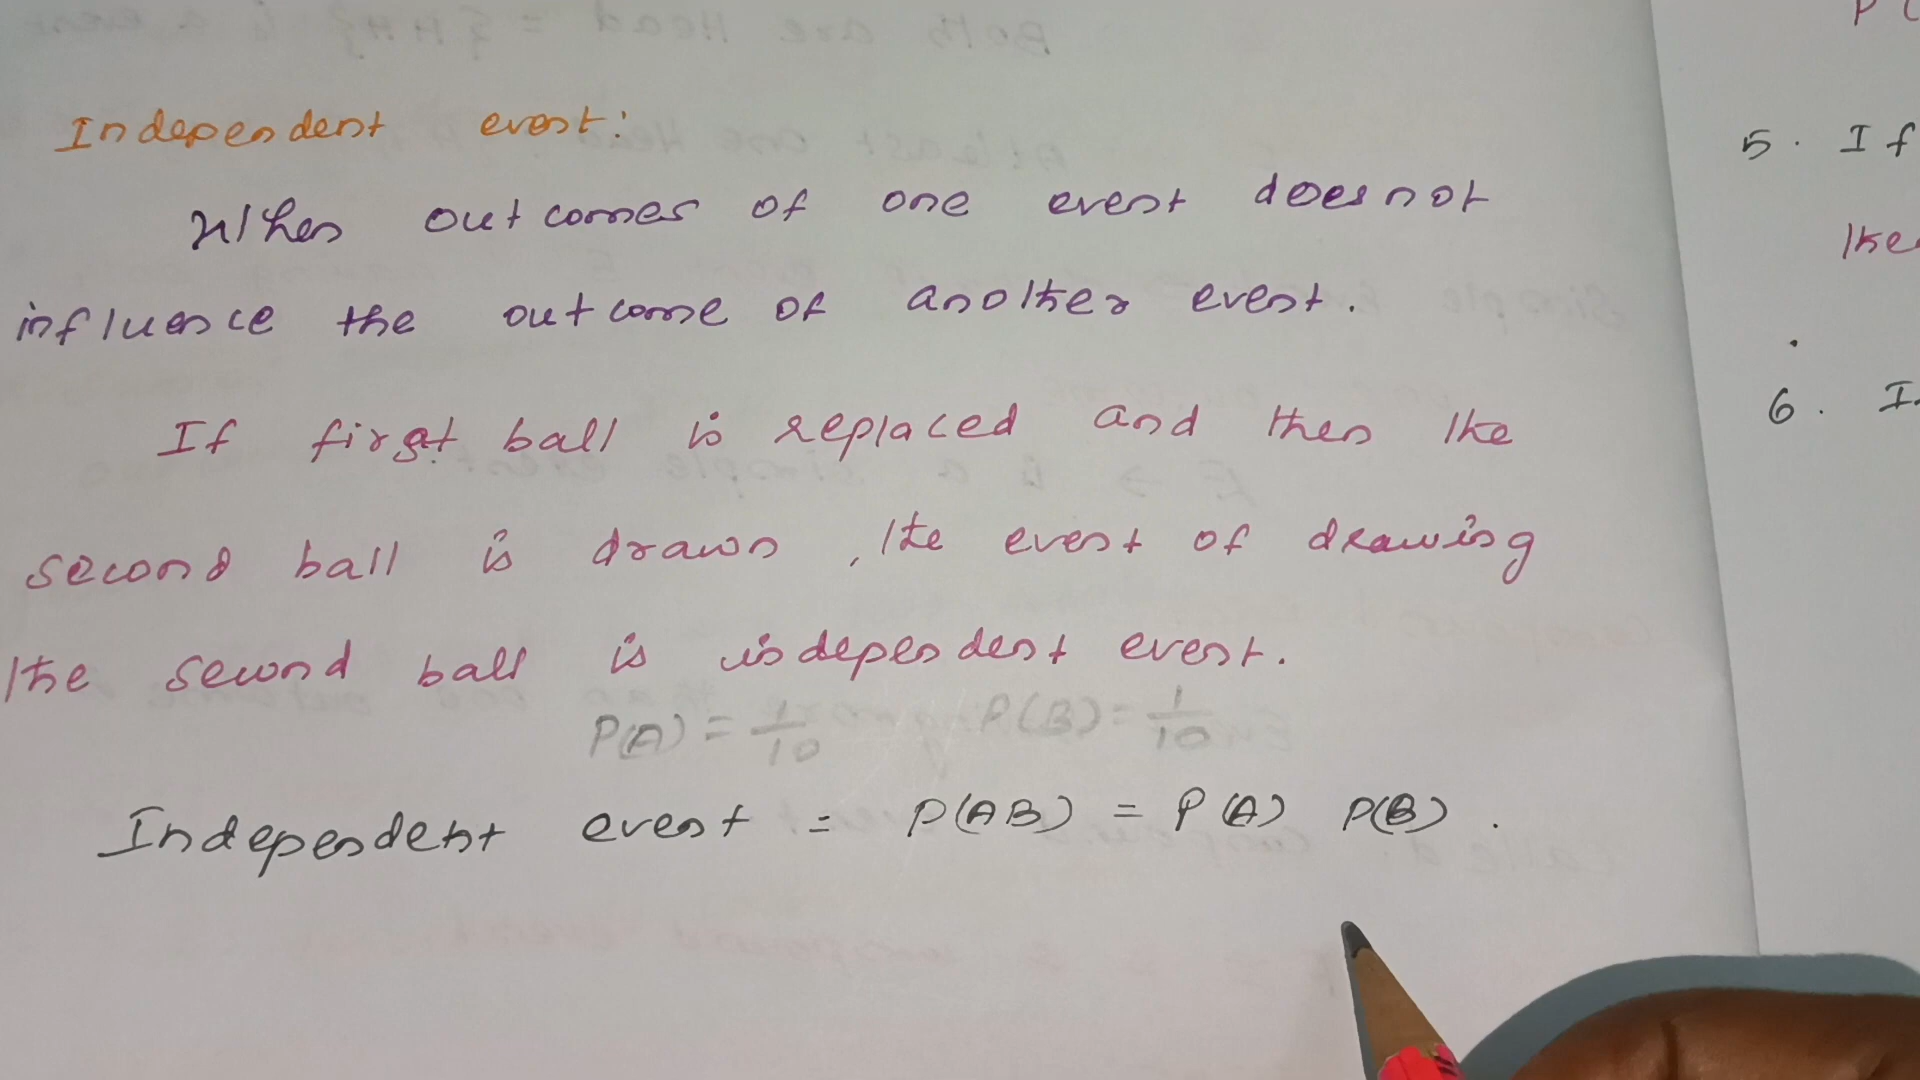 Independent event:
When outcomes of one event does not
influence the outcome of another event.
If first ball is replaced and then the
second ball is drawn, the event of drawing
the second ball is independent event.
P(A) = 1/10 P(B) = 1/10
Independent event = P(AB) = P(A) P(B).
P(
5. If
the
6. I